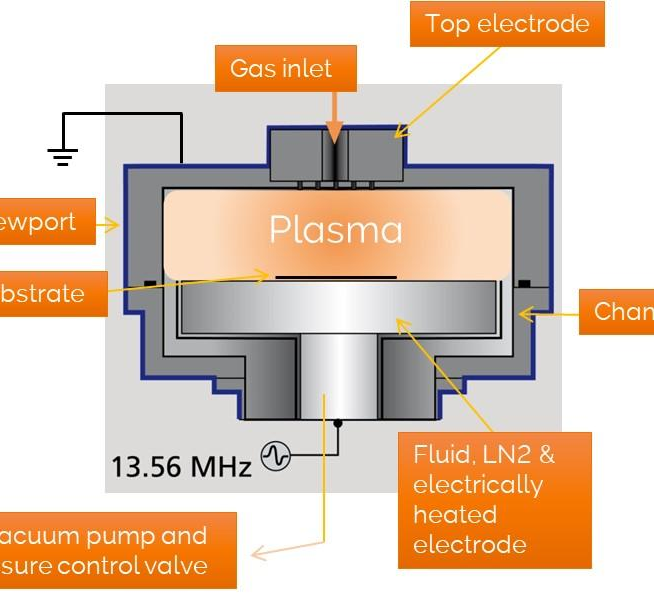 Top electrode
Gas inlet
Plasma
ewport
bstrate
Chan
13.56 MHz
Fluid, LN2 &
electrically
heated
electrode
acuum pump and
sure control valve